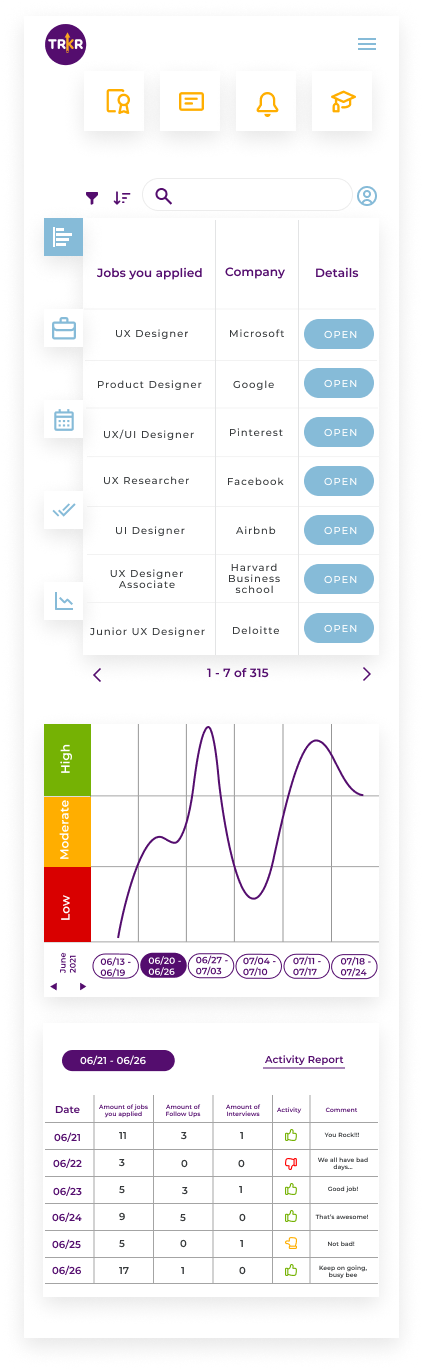 TRKR
Jobs you applied Company Details
UX Designer Microsoft OPEN
Product Designer Google OPEN
UX/UI Designer Pinterest OPEN
UX Researcher Facebook OPEN
UI Designer Airbnb OPEN
UX Designer
Associate
Harvard
Business
school
OPEN
Junior UX Designer Deloitte OPEN
1 - 7 of 315
High
Moderate
Low
June
2021
06/13 -
06/19
06/20 -
06/26
06/27 -
07/03
07/04 -
07/10
07/11 -
07/17
07/18 -
07/24
06/21 - 06/26
Activity Report
Date
Amount of jobs
you applied
Amount of
Follow Ups
Amount of
Interviews
Activity
Comment
06/21 11 3 1 You Rock!!!
06/22 3 0 0 We all have bad
days...
06/23 5 3 1 Good job!
06/24 9 5 0 That's awesome!
06/25 5 0 1 Not bad!
06/26 17 1 0 Keep on going,
busy bee